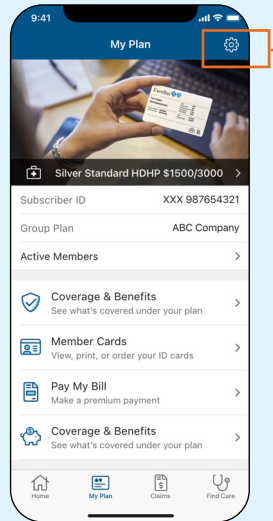 9:41
My Plan
Excellus
Silver Standard HDHP $1500/3000
Subscriber ID XXX 987654321
Group Plan ABC Company
Active Members
Coverage & Benefits
See what's covered under your plan
Member Cards
View, print, or order your ID cards
Pay My Bill
Make a premium payment
Coverage & Benefits
See what's covered under your plan
Home My Plan Claims Find Care